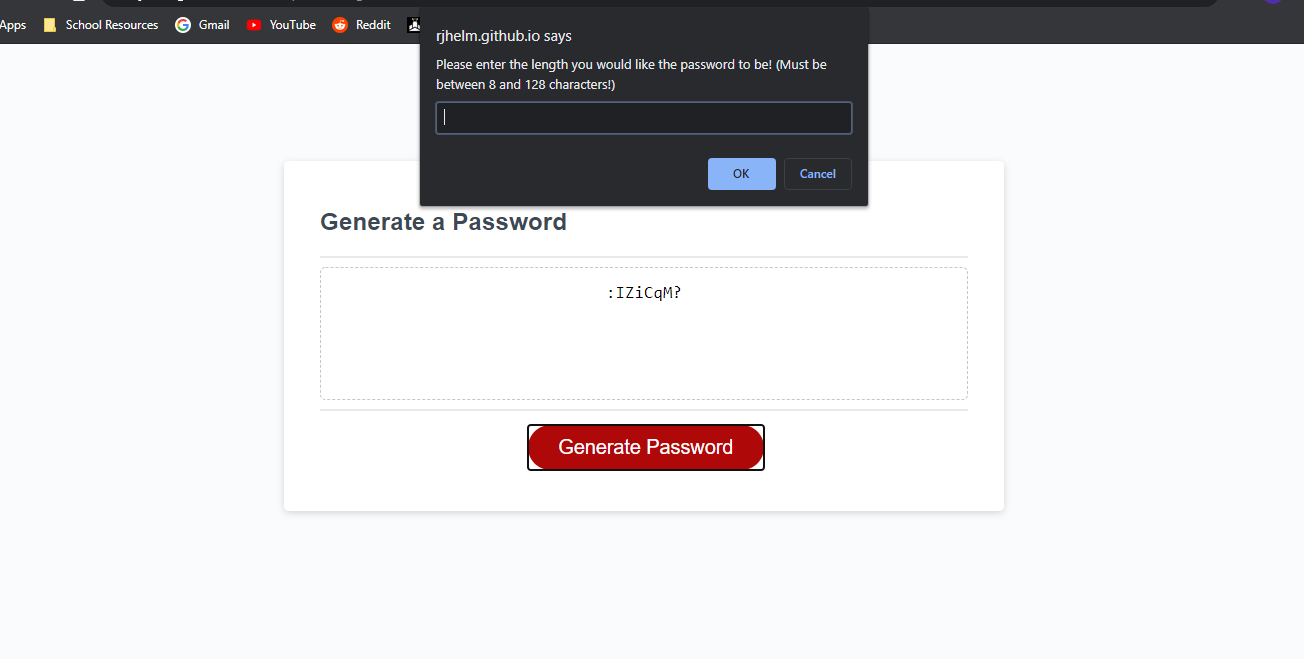 Apps School Resources Gmail YouTube Reddit
rjhelm.github.io says
Please enter the length you would like the password to be! (Must be
between 8 and 128 characters!)
OK Cancel
Generate a Password
:IZiCqM?
Generate Password